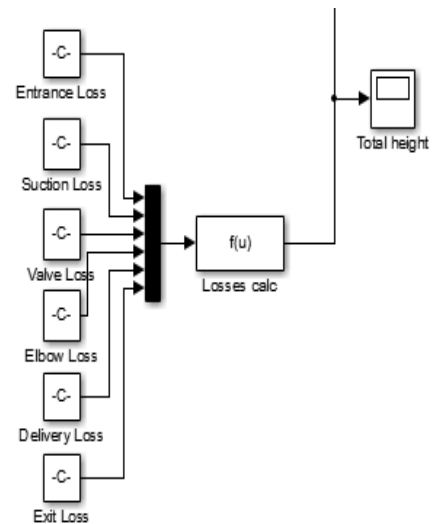 -C-
Entrance Loss
-C-
Suction Loss
-C-
Valve Loss
-C-
Elbow Loss
-C-
Delivery Loss
-C-
Exit Loss
f(u)
Losses calc
Total height